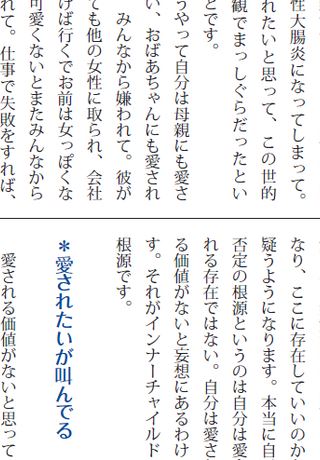 性大腸炎になってしまって。
れたいと思って、この世的
観でまっしぐらだったとい
とです。
うやって自分は母親にも愛さ
い、おばあちゃんにも愛され
みんなから嫌われて。彼が
ても他の女性に取られ、会社
げば行くでお前は女っぽくな
可愛くないとまたみんなから
れて。仕事で失敗をすれば、
なり、ここに存在していいのか
疑うようになります。本当に自
否定の根源というのは自分は愛
れる存在ではない。自分は愛さ
る価値がないと妄想にあるわけ
す。それがインナーチャイルド
根源です。
＊愛されたいが叫んでる
愛される価値がないと思って